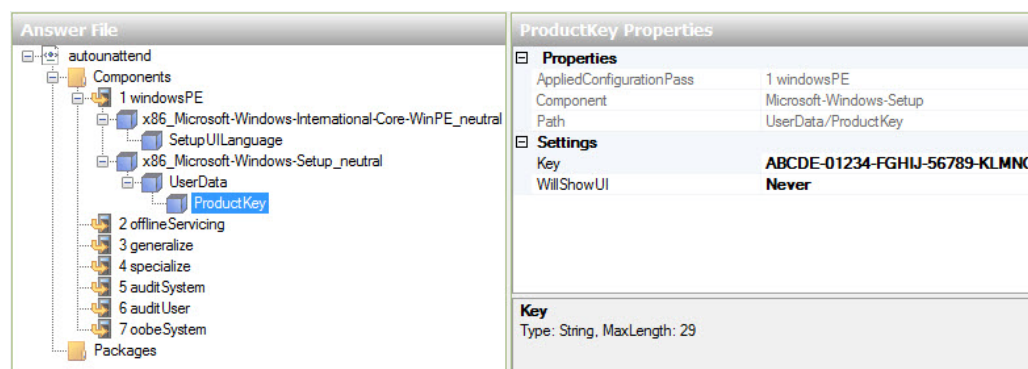 Answer File
autounattend
Components
1 windowsPE
x86_Microsoft-Windows-International-Core-WinPE_neutral
SetupUILanguage
x86_Microsoft-Windows-Setup_neutral
UserData
ProductKey
2 offlineServicing
3 generalize
4 specialize
5 auditSystem
6 auditUser
7 oobeSystem
Packages
ProductKey Properties
Properties
AppliedConfigurationPass 1 windowsPE
Component Microsoft-Windows-Setup
Path UserData/ProductKey
Settings
Key ABCDE-01234-FGHIJ-56789-KLMNO
WillShowUI Never
Key
Type: String, MaxLength: 29